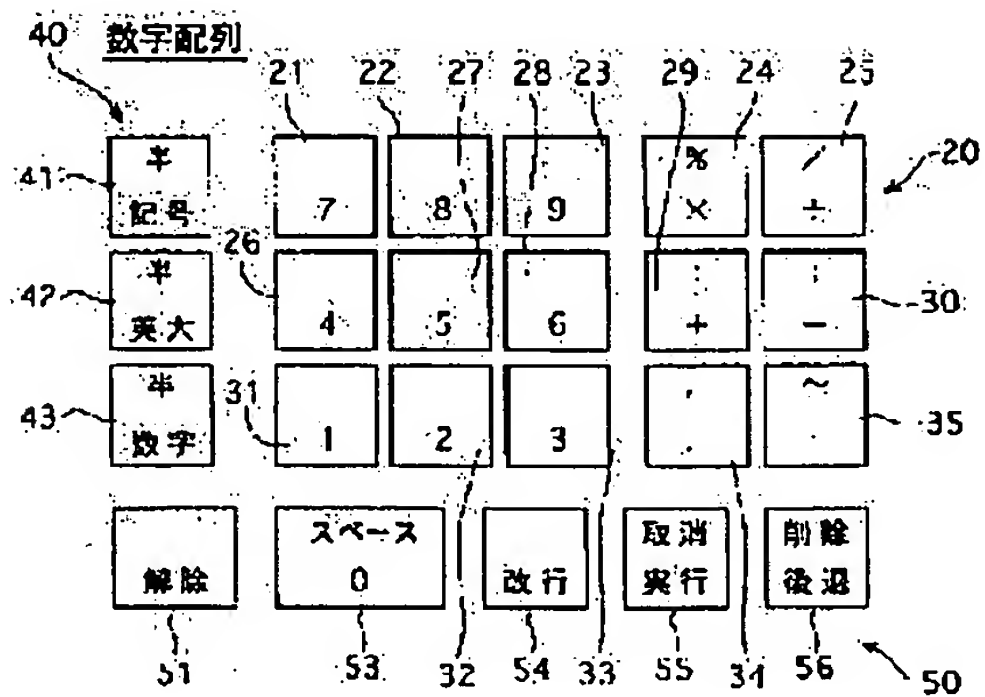 40 数字配列
21 22 27 28 23 29 24 25
41 半 % / 20
記号 7 8 9 × ÷
26
42 半 : ; 30
英大 4 5 6 + −
43 半 31 , ~ 35
数字 1 2 3 .
スペース 取消 削除
解除 0 改行 実行 後退
51 53 32 54 33 55 34 56 50